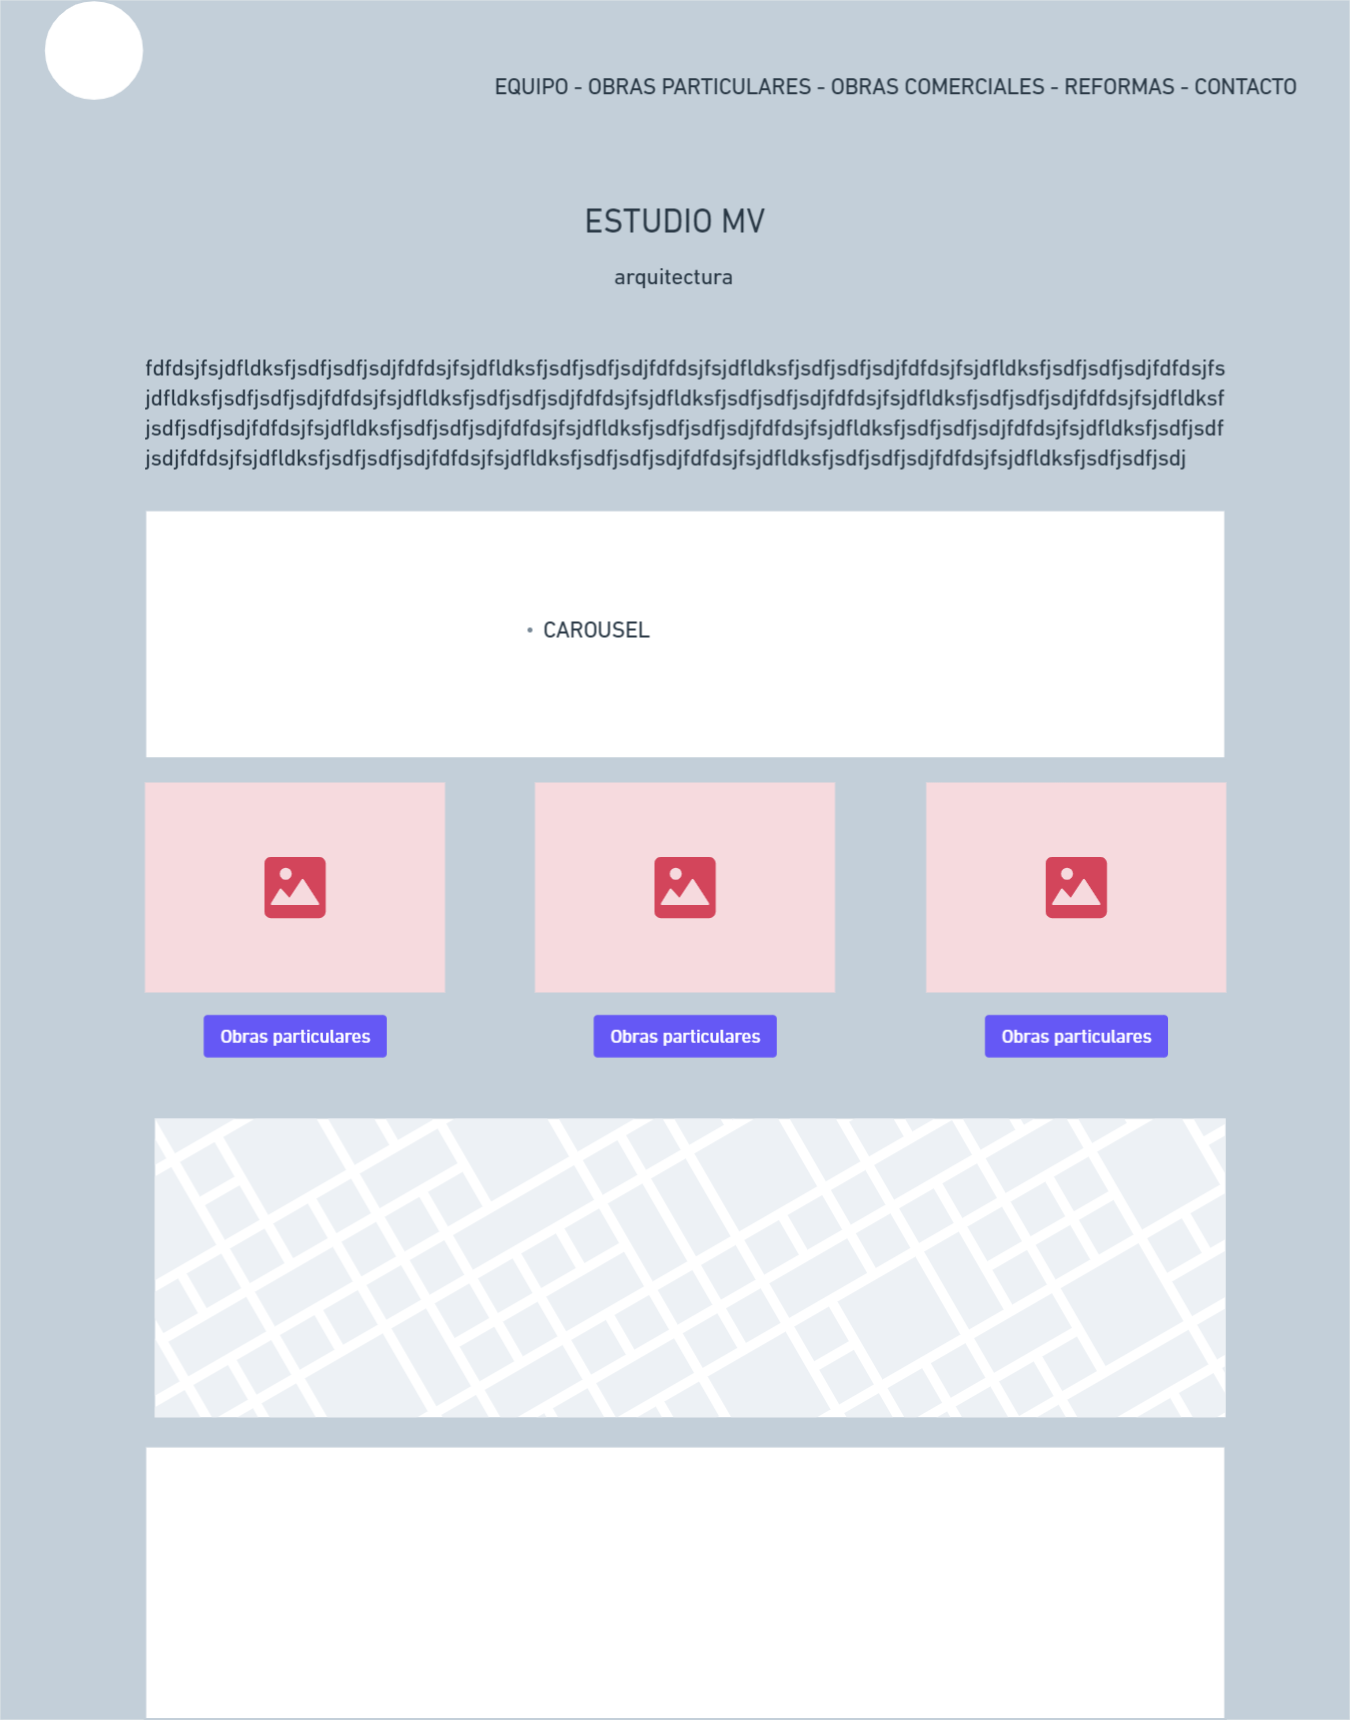 EQUIPO - OBRAS PARTICULARES - OBRAS COMERCIALES - REFORMAS - CONTACTO
ESTUDIO MV
arquitectura
fdfdsjfsjdfldksfjsdfjsdfjsdjfdfdsjfsjdfldksfjsdfjsdfjsdjfdfdsjfsjdfldksfjsdfjsdfjsdjfdfdsjfsjdfldksfjsdfjsdfjsdjfdfdsjfs
jdfldksfjsdfjsdfjsdjfdfdsjfsjdfldksfjsdfjsdfjsdjfdfdsjfsjdfldksfjsdfjsdfjsdjfdfdsjfsjdfldksfjsdfjsdfjsdjfdfdsjfsjdfldksf
jsdfjsdfjsdjfdfdsjfsjdfldksfjsdfjsdfjsdjfdfdsjfsjdfldksfjsdfjsdfjsdjfdfdsjfsjdfldksfjsdfjsdfjsdjfdfdsjfsjdfldksfjsdfjsdf
jsdjfdfdsjfsjdfldksfjsdfjsdfjsdjfdfdsjfsjdfldksfjsdfjsdfjsdjfdfdsjfsjdfldksfjsdfjsdfjsdjfdfdsjfsjdfldksfjsdfjsdfjsdj
• CAROUSEL
Obras particulares
Obras particulares
Obras particulares